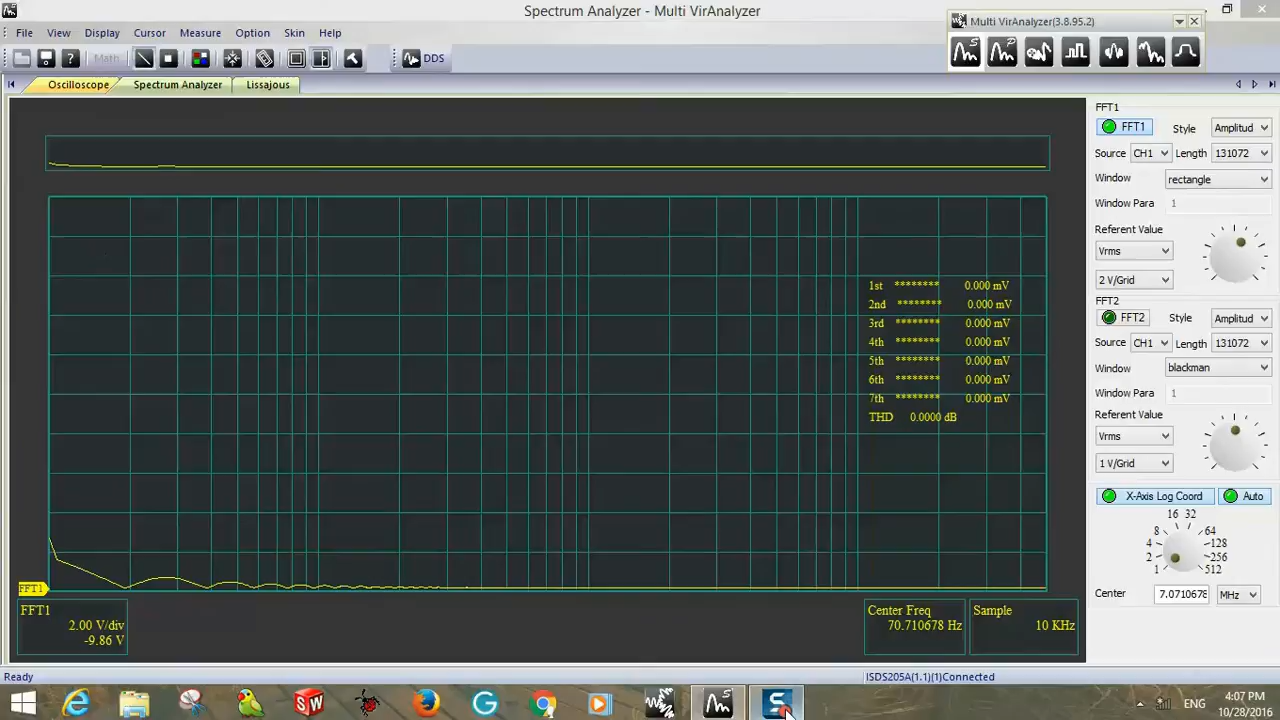 Spectrum Analyzer - Multi VirAnalyzer
Multi VirAnalyzer(3.8.95.2)
File View Display Cursor Measure Option Skin Help
Math DDS
Oscilloscope Spectrum Analyzer Lissajous
FFT1
FFT1 Style Amplitud
Source CH1 Length 131072
Window rectangle
Window Para 1
Referent Value
Vrms
2 V/Grid
FFT2
FFT2 Style Amplitud
Source CH1 Length 131072
Window blackman
Window Para 1
Referent Value
Vrms
1 V/Grid
X-Axis Log Coord Auto
16 32
8 64
4 128
2 256
1 512
Center 7.071067 MHz
1st ******** 0.000 mV
2nd ******** 0.000 mV
3rd ******** 0.000 mV
4th ******** 0.000 mV
5th ******** 0.000 mV
6th ******** 0.000 mV
7th ******** 0.000 mV
THD 0.0000 dB
FFT1
FFT1
2.00 V/div
-9.86 V
Center Freq
70.710678 Hz
Sample
10 KHz
Ready
ISDS205A(1.1)(1)Connected
ENG
4:07 PM
10/28/2016